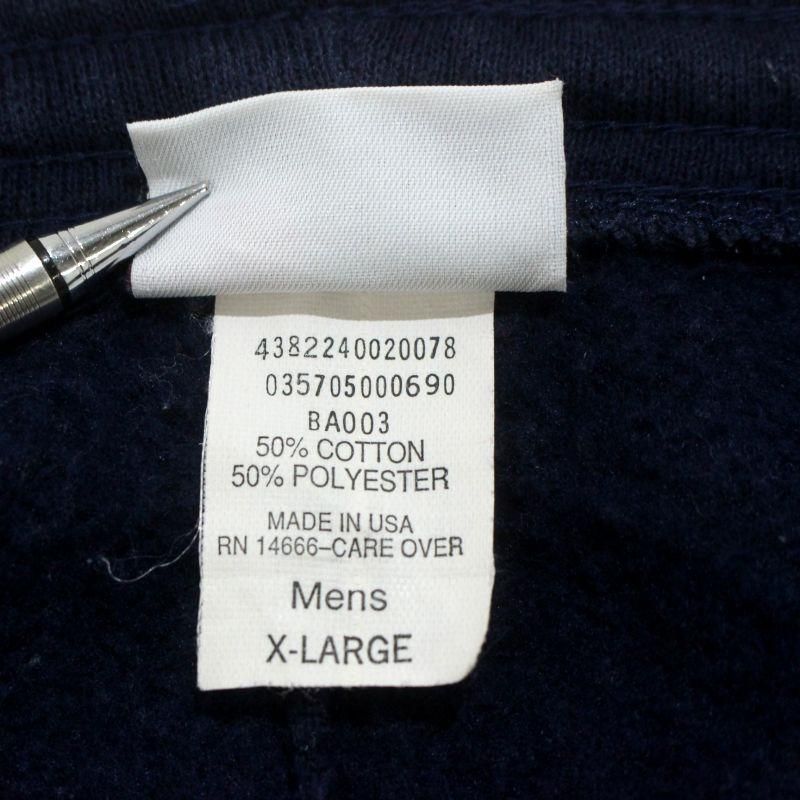 4382240020078
035705000690
BA003
50% COTTON
50% POLYESTER
MADE IN USA
RN 14666–CARE OVER
Mens
X-LARGE